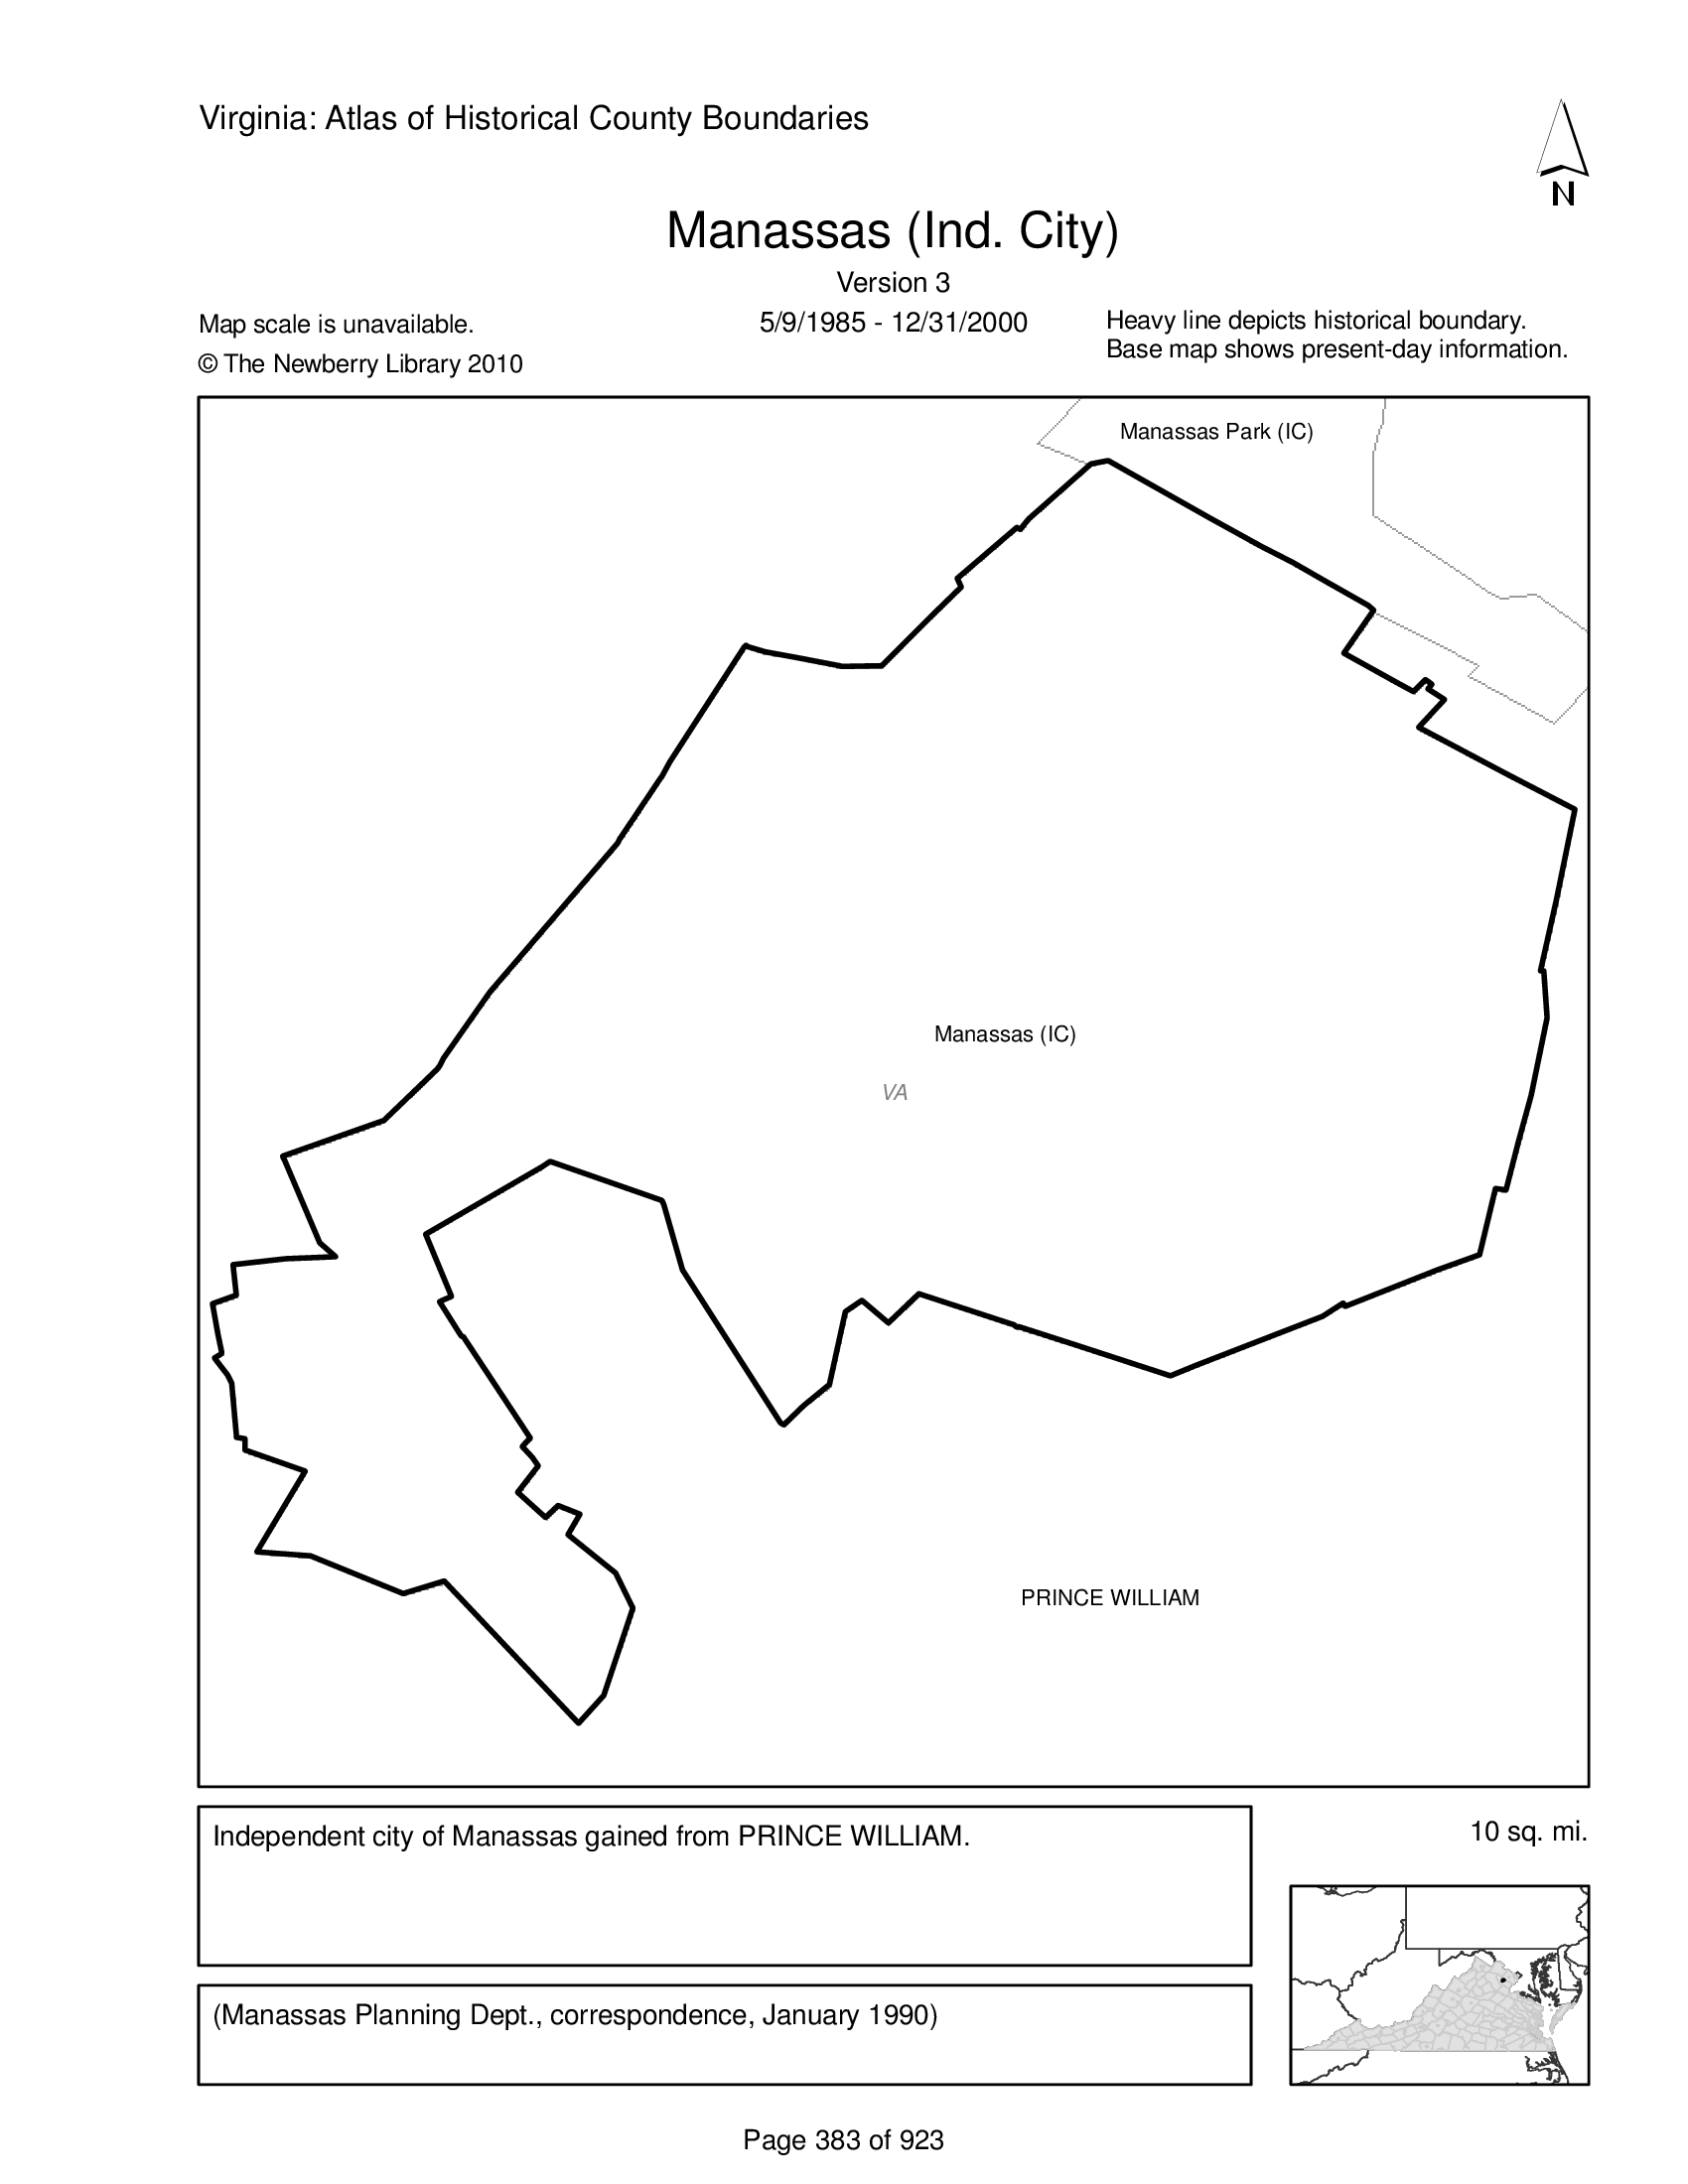 Virginia: Atlas of Historical County Boundaries
N
Manassas (Ind. City)
Version 3
Map scale is unavailable.
5/9/1985 - 12/31/2000
Heavy line depicts historical boundary.
© The Newberry Library 2010
Base map shows present-day information.
Manassas Park (IC)
Manassas (IC)
VA
PRINCE WILLIAM
Independent city of Manassas gained from PRINCE WILLIAM.
10 sq. mi.
(Manassas Planning Dept., correspondence, January 1990)
Page 383 of 923